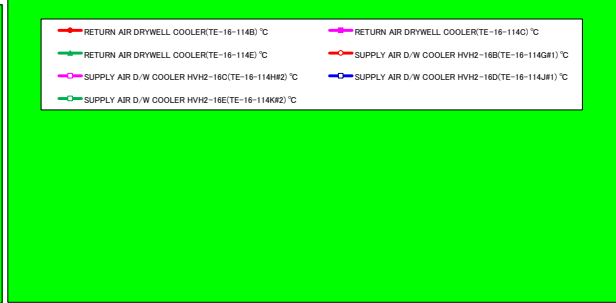 RETURN AIR DRYWELL COOLER(TE-16-114B) ℃ RETURN AIR DRYWELL COOLER(TE-16-114C) ℃
RETURN AIR DRYWELL COOLER(TE-16-114E) ℃ SUPPLY AIR D/W COOLER HVH2-16B(TE-16-114G#1) ℃
SUPPLY AIR D/W COOLER HVH2-16C(TE-16-114H#2) ℃ SUPPLY AIR D/W COOLER HVH2-16D(TE-16-114J#1) ℃
SUPPLY AIR D/W COOLER HVH2-16E(TE-16-114K#2) ℃